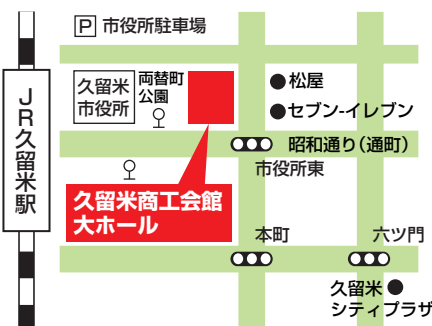 P 市役所駐車場
JR久留米駅
久留米
市役所
両替町
公園
松屋
セブン-イレブン
昭和通り(通町)
市役所東
久留米商工会館
大ホール
本町
六ツ門
久留米
シティプラザ